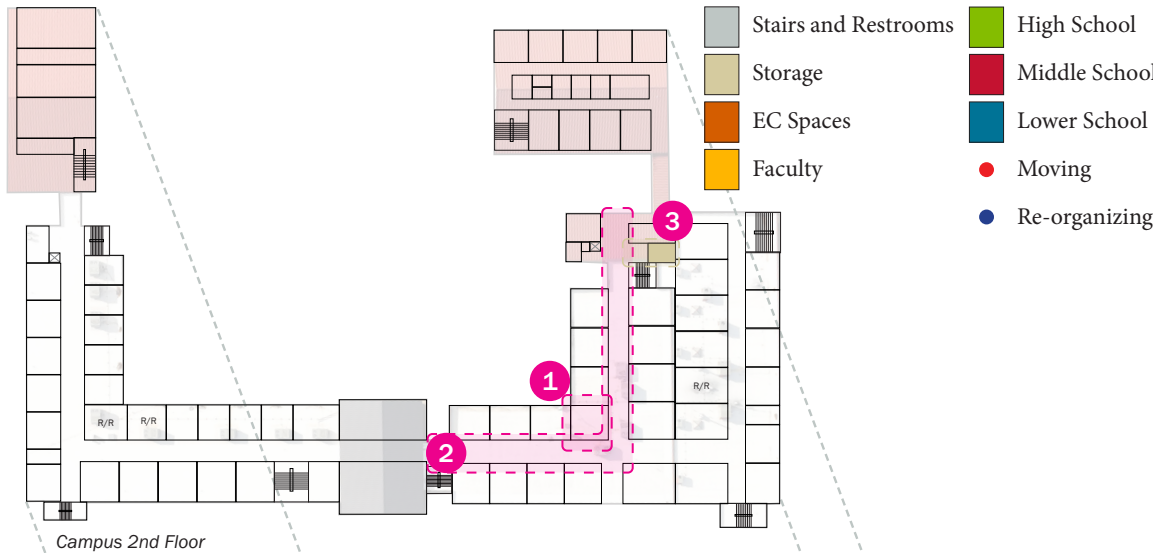 Stairs and Restrooms
Storage
EC Spaces
Faculty
High School
Middle School
Lower School
Moving
Re-organizing
3
1
R/R
R/R
R/R
2
Campus 2nd Floor